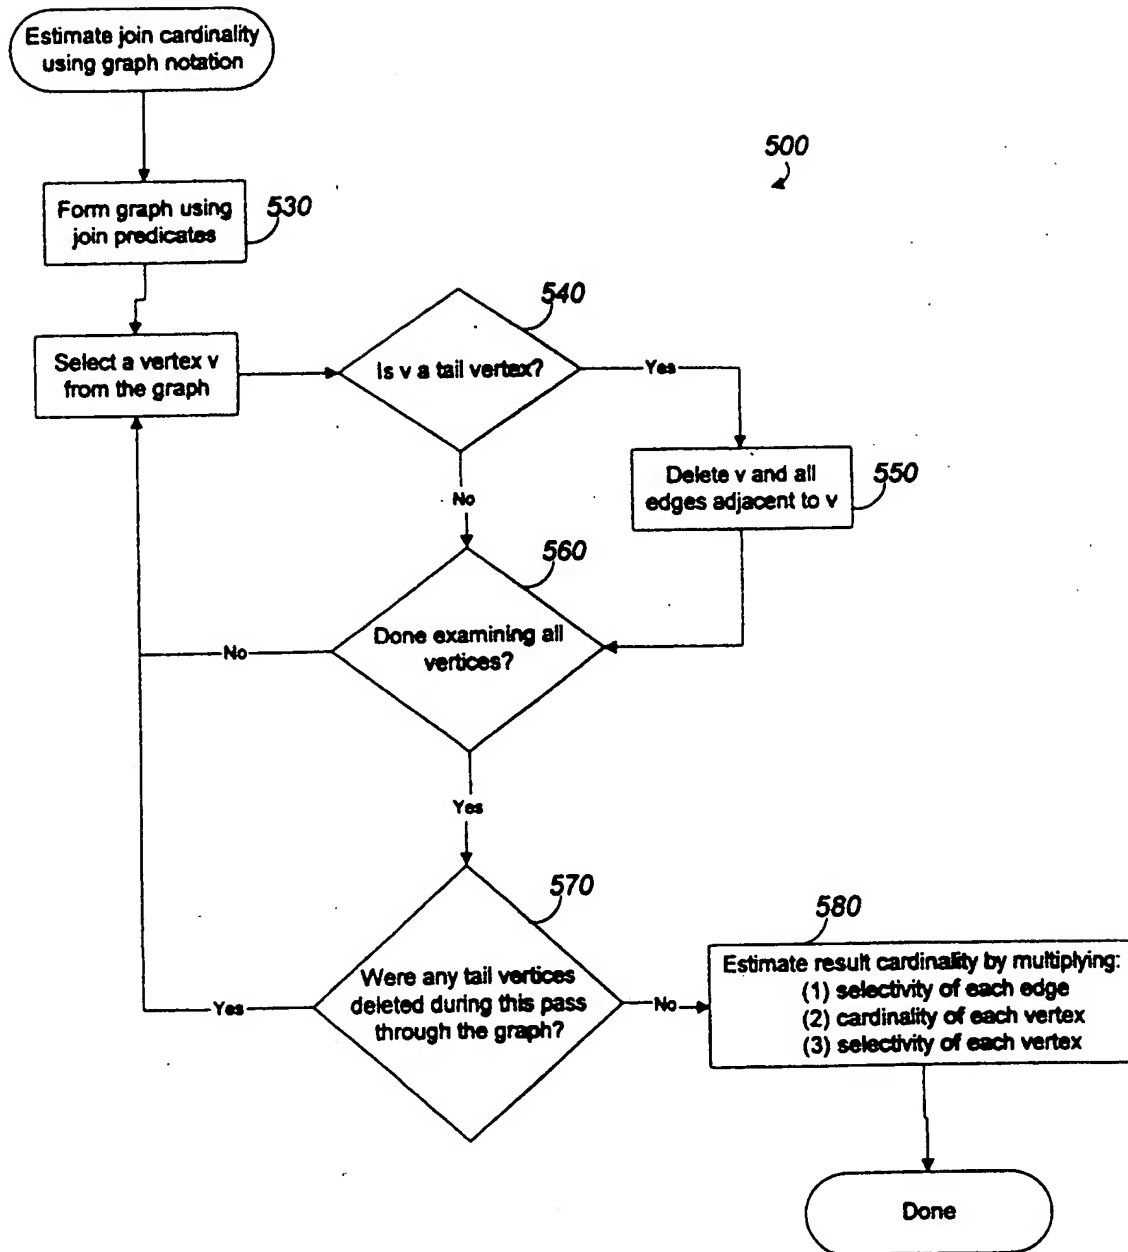 Estimate join cardinality
using graph notation
500
Form graph using
join predicates
530
540
Select a vertex v
from the graph
Is v a tail vertex?
Yes
No
Delete v and all
edges adjacent to v
550
560
Done examining all
vertices?
No
Yes
570
Were any tail vertices
deleted during this pass
through the graph?
Yes
No
580
Estimate result cardinality by multiplying:
(1) selectivity of each edge
(2) cardinality of each vertex
(3) selectivity of each vertex
Done